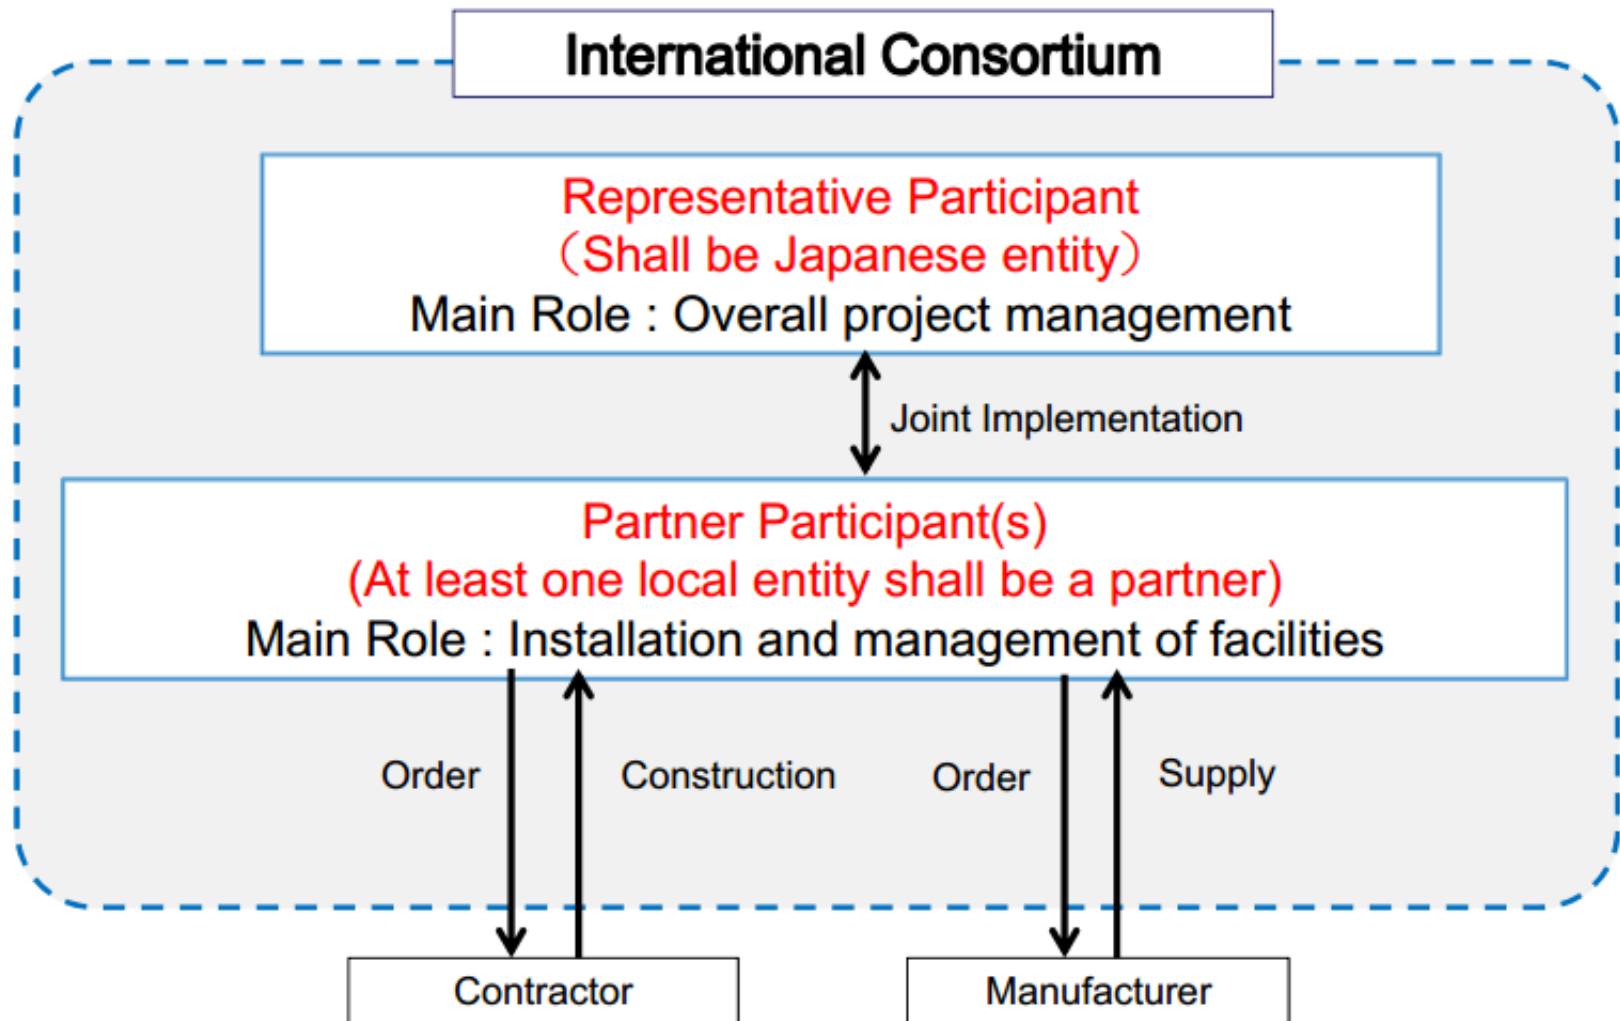 International Consortium
Representative Participant
（Shall be Japanese entity）
Main Role : Overall project management
Joint Implementation
Partner Participant(s)
(At least one local entity shall be a partner)
Main Role : Installation and management of facilities
Order
Construction
Order
Supply
Contractor
Manufacturer